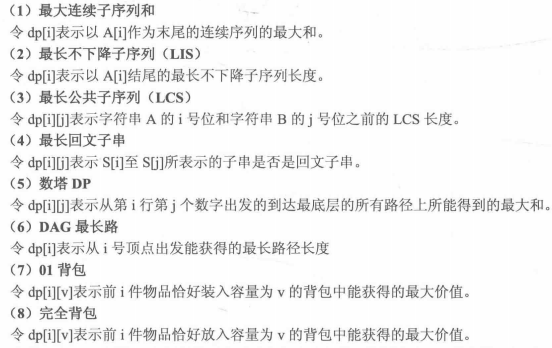 （1）最大连续子序列和
令 dp[i]表示以 A[i]作为末尾的连续序列的最大和。
（2）最长不下降子序列（LIS）
令 dp[i]表示以 A[i]结尾的最长不下降子序列长度。
（3）最长公共子序列（LCS）
令 dp[i][j]表示字符串 A 的 i 号位和字符串 B 的 j 号位之前的 LCS 长度。
（4）最长回文子串
令 dp[i][j]表示 S[i]至 S[j]所表示的子串是否是回文子串。
（5）数塔 DP
令 dp[i][j]表示从第 i 行第 j 个数字出发的到达最底层的所有路径上所能得到的最大和。
（6）DAG 最长路
令 dp[i]表示从 i 号顶点出发能获得的最长路径长度
（7）01 背包
令 dp[i][v]表示前 i 件物品恰好装入容量为 v 的背包中能获得的最大价值。
（8）完全背包
令 dp[i][v]表示前 i 件物品恰好放入容量为 v 的背包中能获得的最大价值。